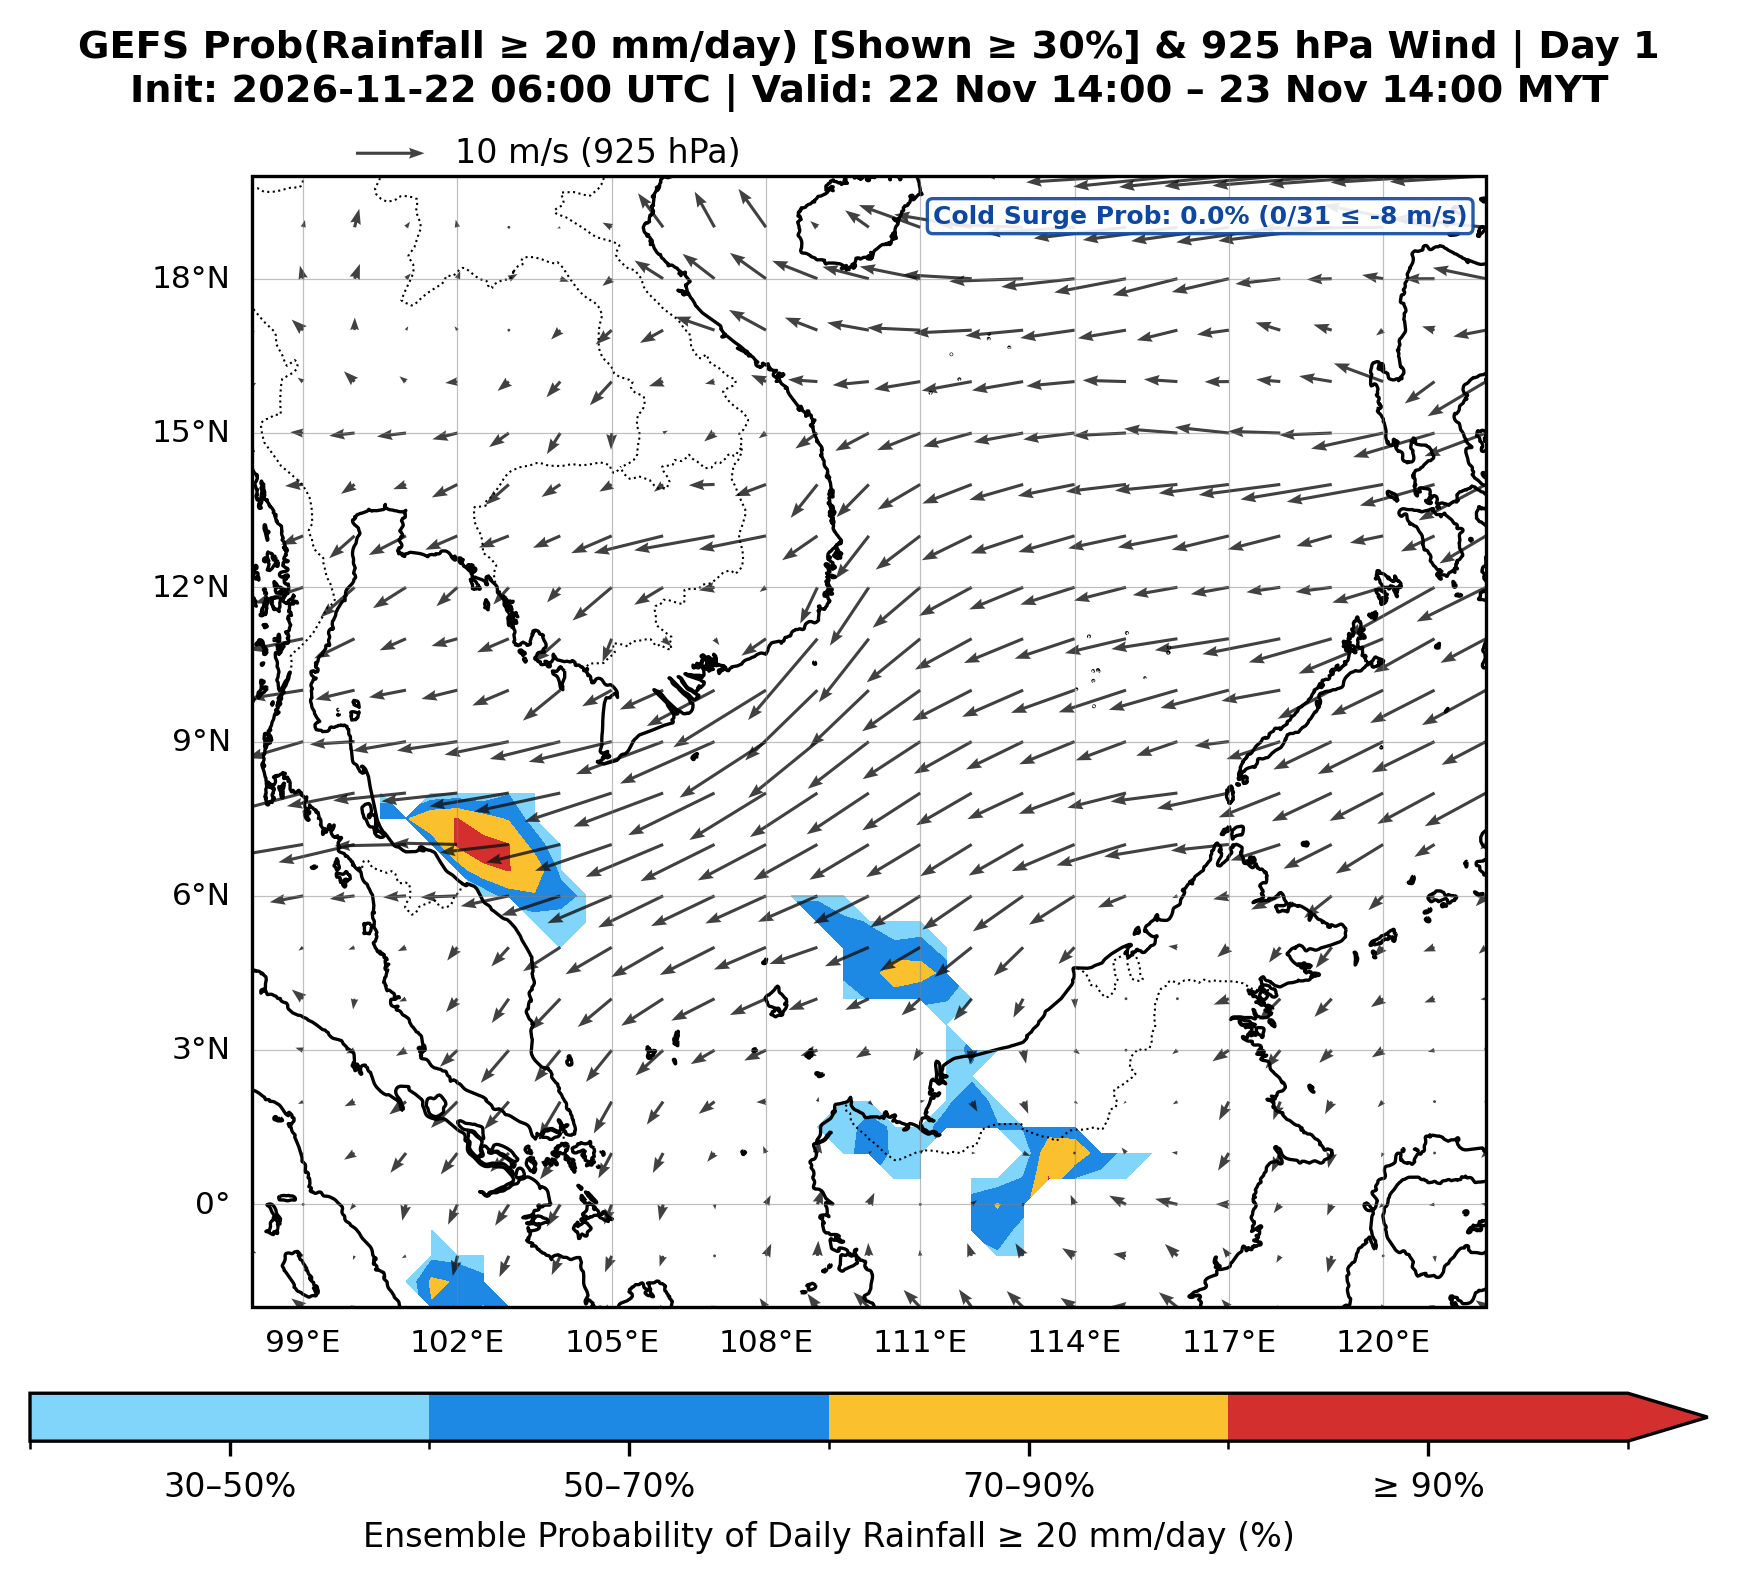 GEFS Prob(Rainfall ≥ 20 mm/day) [Shown ≥ 30%] & 925 hPa Wind | Day 1
Init: 2026-11-22 06:00 UTC | Valid: 22 Nov 14:00 – 23 Nov 14:00 MYT
10 m/s (925 hPa)
Cold Surge Prob: 0.0% (0/31 ≤ -8 m/s)
18°N
15°N
12°N
9°N
6°N
3°N
0°
99°E 102°E 105°E 108°E 111°E 114°E 117°E 120°E
30–50% 50–70% 70–90% ≥ 90%
Ensemble Probability of Daily Rainfall ≥ 20 mm/day (%)